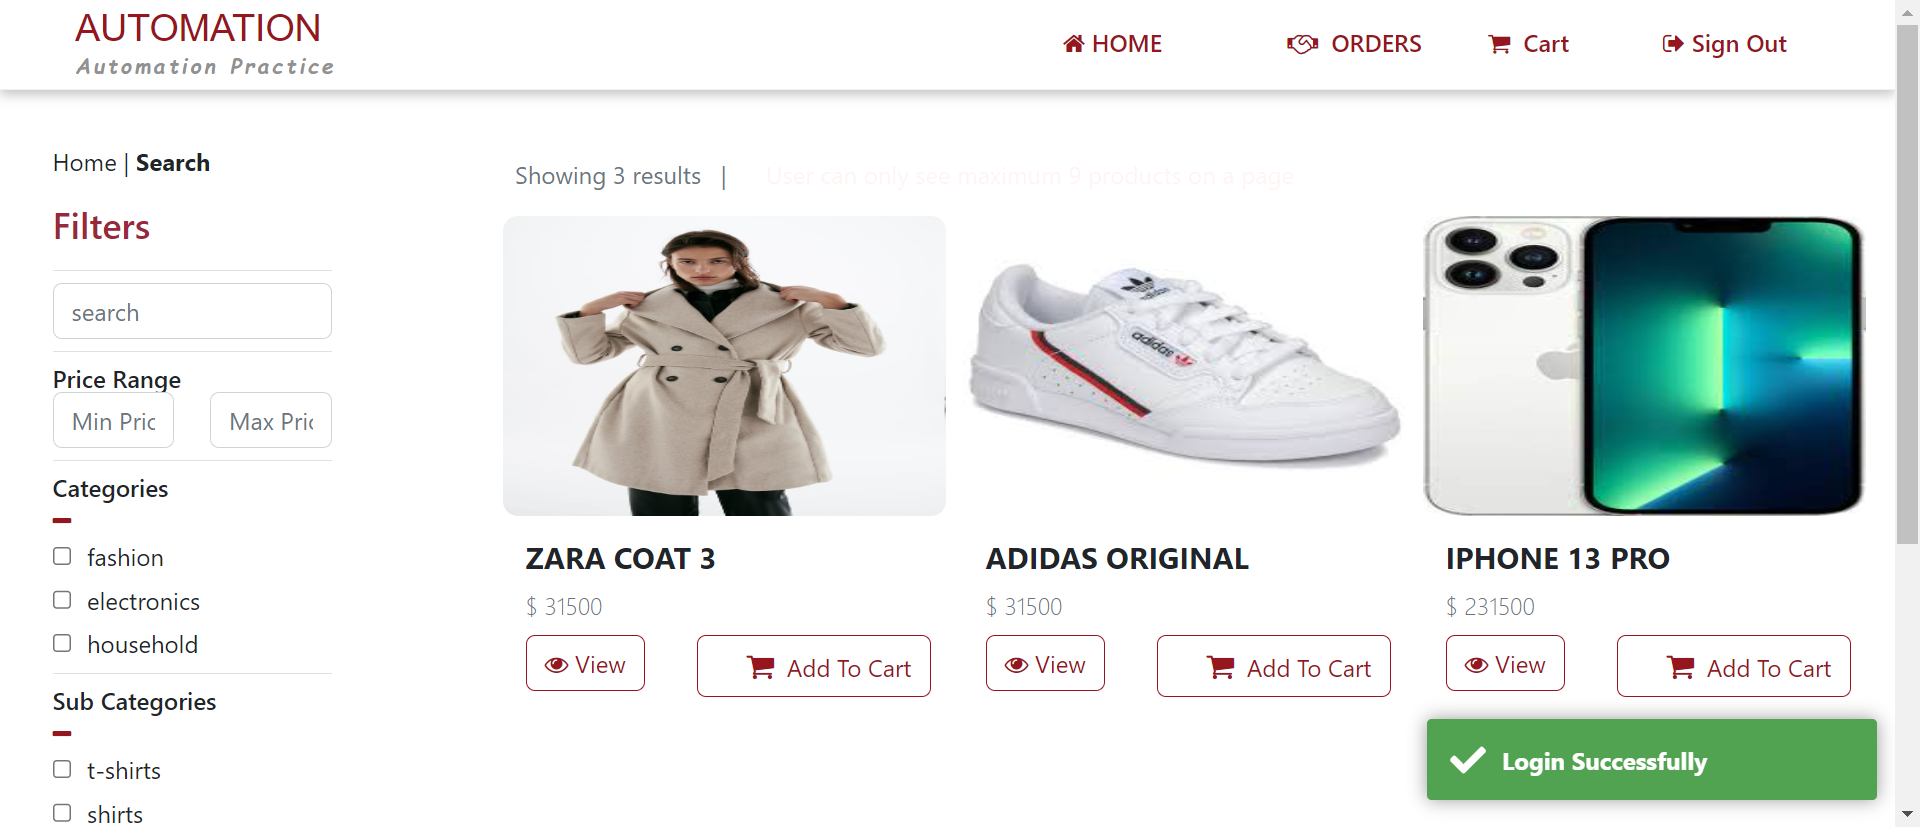 AUTOMATION
Automation Practice
HOME
ORDERS
Cart
Sign Out
Home | Search
Showing 3 results |
User can only see maximum 9 products on a page
Filters
search
Price Range
Min Pric
Max Pric
Categories
fashion
electronics
household
Sub Categories
t-shirts
shirts
adidas
adidas
ZARA COAT 3
$ 31500
View
Add To Cart
ADIDAS ORIGINAL
$ 31500
View
Add To Cart
IPHONE 13 PRO
$ 231500
View
Add To Cart
Login Successfully